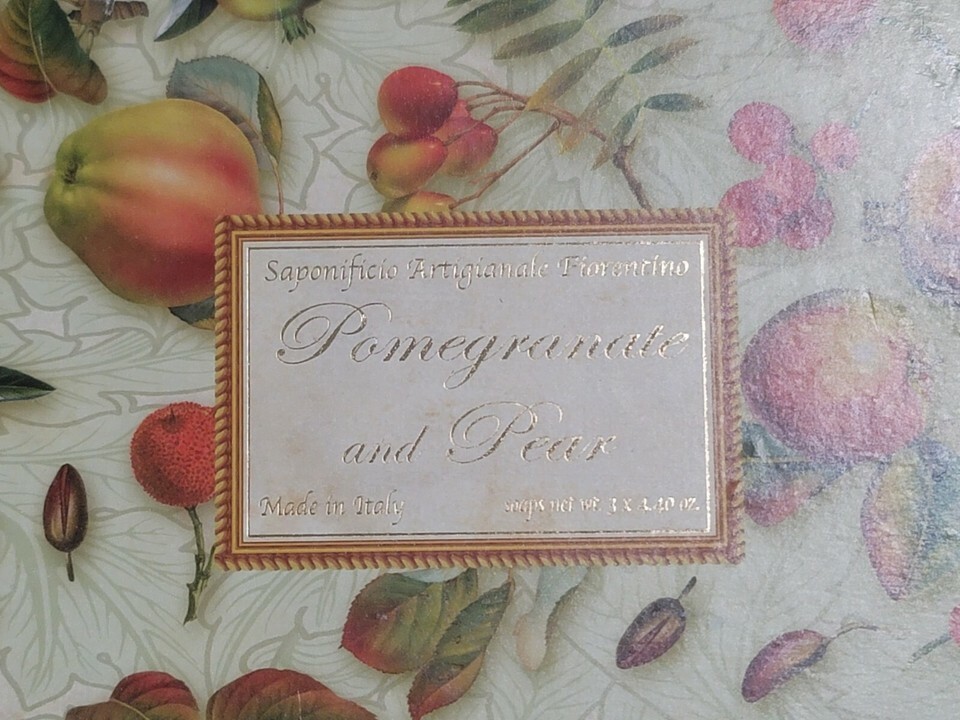 Saponificio Artigianale Fiorentino
Pomegranate
and Pear
Made in Italy
soaps net wt. 3 x 4.40 oz.